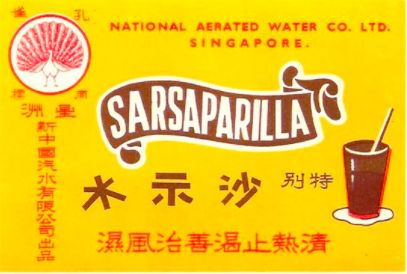 孔雀
商標
NATIONAL AERATED WATER CO. LTD.
SINGAPORE.
星洲
新中國汽水有限公司出品
SARSAPARILLA
特別
沙示水
清熱止渴善治風濕